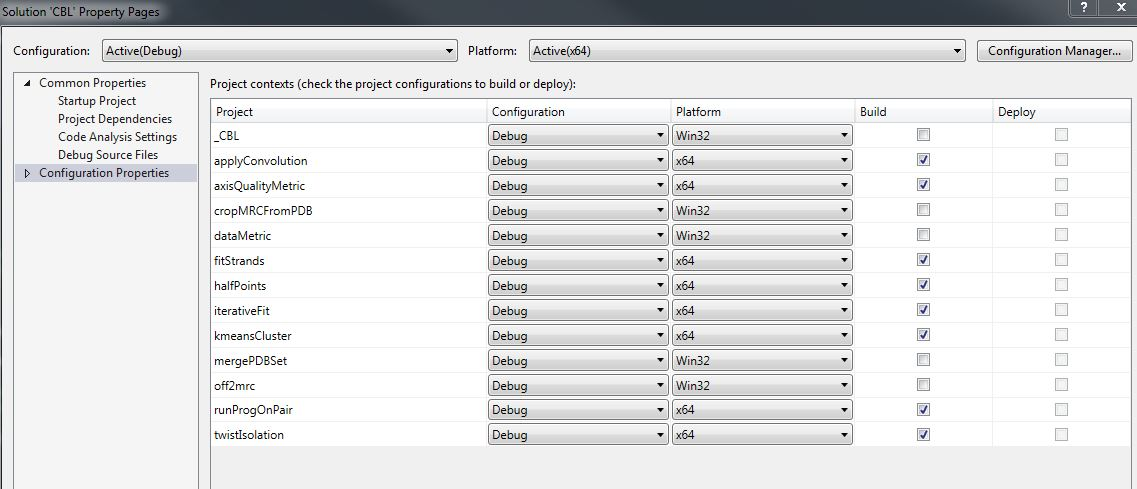 Solution 'CBL' Property Pages
?
Configuration: Active(Debug) Platform: Active(x64) Configuration Manager...
Common Properties
Startup Project
Project Dependencies
Code Analysis Settings
Debug Source Files
Configuration Properties
Project contexts (check the project configurations to build or deploy):
Project Configuration Platform Build Deploy
_CBL Debug Win32
applyConvolution Debug x64
axisQualityMetric Debug x64
cropMRCFromPDB Debug Win32
dataMetric Debug Win32
fitStrands Debug x64
halfPoints Debug x64
iterativeFit Debug x64
kmeansCluster Debug x64
mergePDBSet Debug Win32
off2mrc Debug Win32
runProgOnPair Debug x64
twistIsolation Debug x64